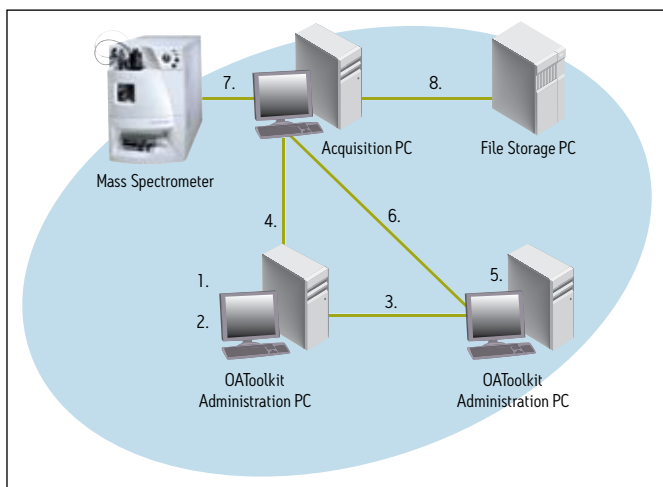 7.
8.
Acquisition PC
File Storage PC
Mass Spectrometer
4.
6.
1.
5.
2.
3.
OAToolkit
Administration PC
OAToolkit
Administration PC